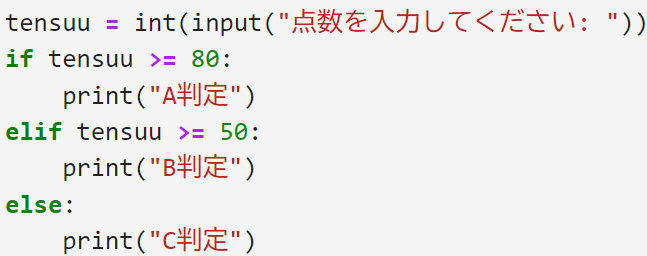 tensuu = int(input("点数を入力してください: "))
if tensuu >= 80:
    print("A判定")
elif tensuu >= 50:
    print("B判定")
else:
    print("C判定")